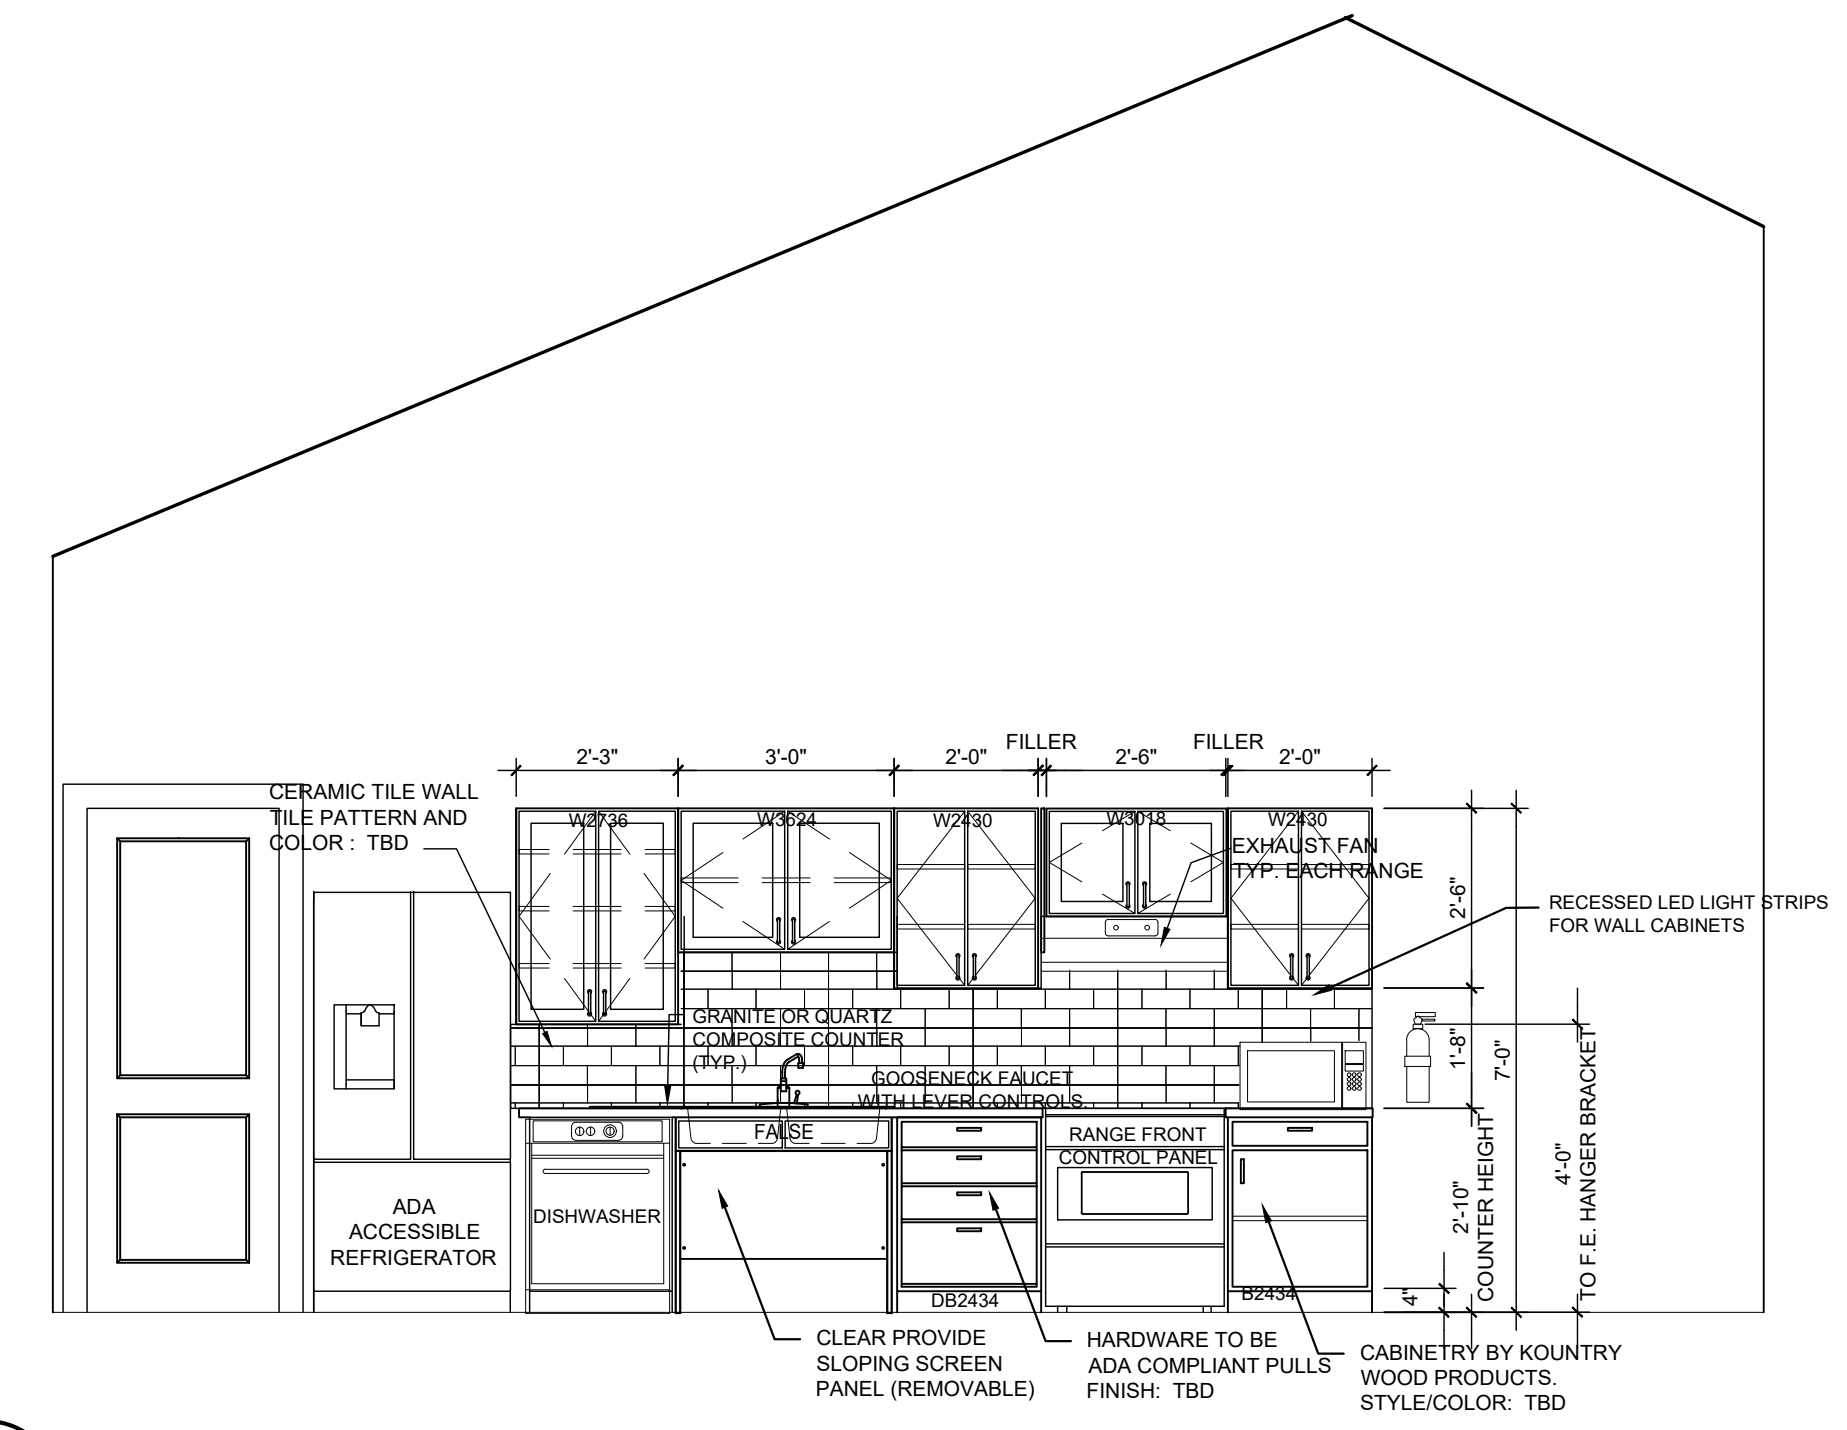 FILLER
FILLER
2'-3"
3'-0"
2'-0"
2'-6"
2'-0"
CERAMIC TILE WALL
TILE PATTERN AND
COLOR : TBD
W2736
W3624
W2430
W3018
W2430
EXHAUST FAN
TYP. EACH RANGE
RECESSED LED LIGHT STRIPS
FOR WALL CABINETS
2'-6"
1'-8"
7'-0"
GRANITE OR QUARTZ
COMPOSITE COUNTER
(TYP.)
GOOSENECK FAUCET
WITH LEVER CONTROLS.
FALSE
RANGE FRONT
CONTROL PANEL
ADA
ACCESSIBLE
REFRIGERATOR
DISHWASHER
DB2434
B2434
4"
2'-10"
COUNTER HEIGHT
4'-0"
TO F.E. HANGER BRACKET
CLEAR PROVIDE
SLOPING SCREEN
PANEL (REMOVABLE)
HARDWARE TO BE
ADA COMPLIANT PULLS
FINISH: TBD
CABINETRY BY KOUNTRY
WOOD PRODUCTS.
STYLE/COLOR: TBD